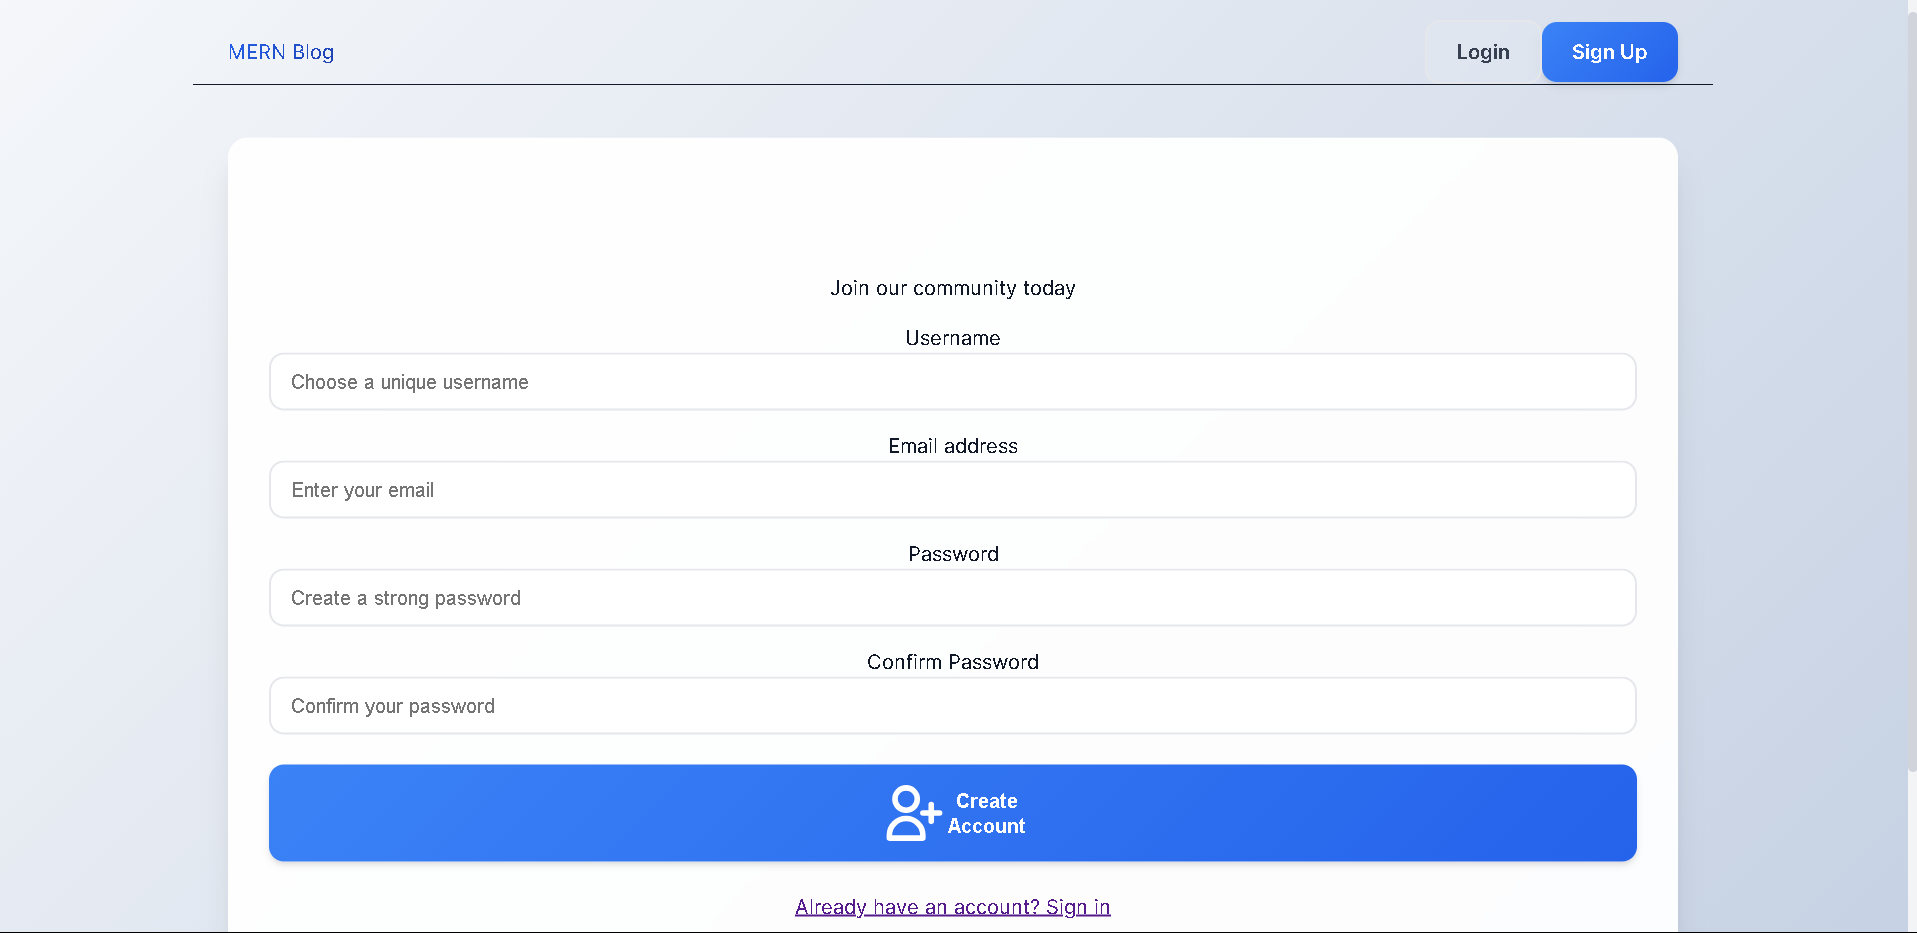 MERN Blog
Login
Sign Up
Join our community today
Username
Choose a unique username
Email address
Enter your email
Password
Create a strong password
Confirm Password
Confirm your password
Create
Account
Already have an account? Sign in